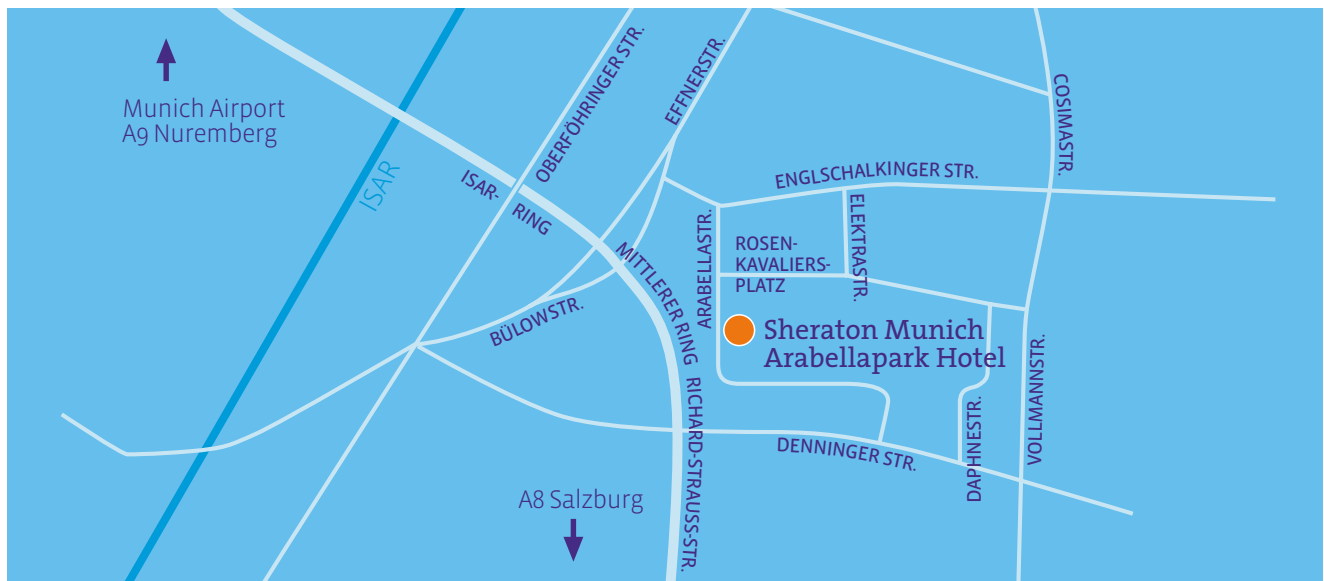 Munich Airport
A9 Nuremberg
ISAR
ISAR-
RING
OBERFÖHRINGER STR.
EFFNERSTR.
COSIMASTR.
ENGLSCHALKINGER STR.
ARABELLASTR.
ROSEN-
KAVALIERS-
PLATZ
ELEKTRASTR.
MITTLERER RING
BÜLOWSTR.
Sheraton Munich
Arabellapark Hotel
RICHARD-STRAUSS-STR.
VOLLMANNSTR.
DENNINGER STR.
DAPHNESTR.
A8 Salzburg